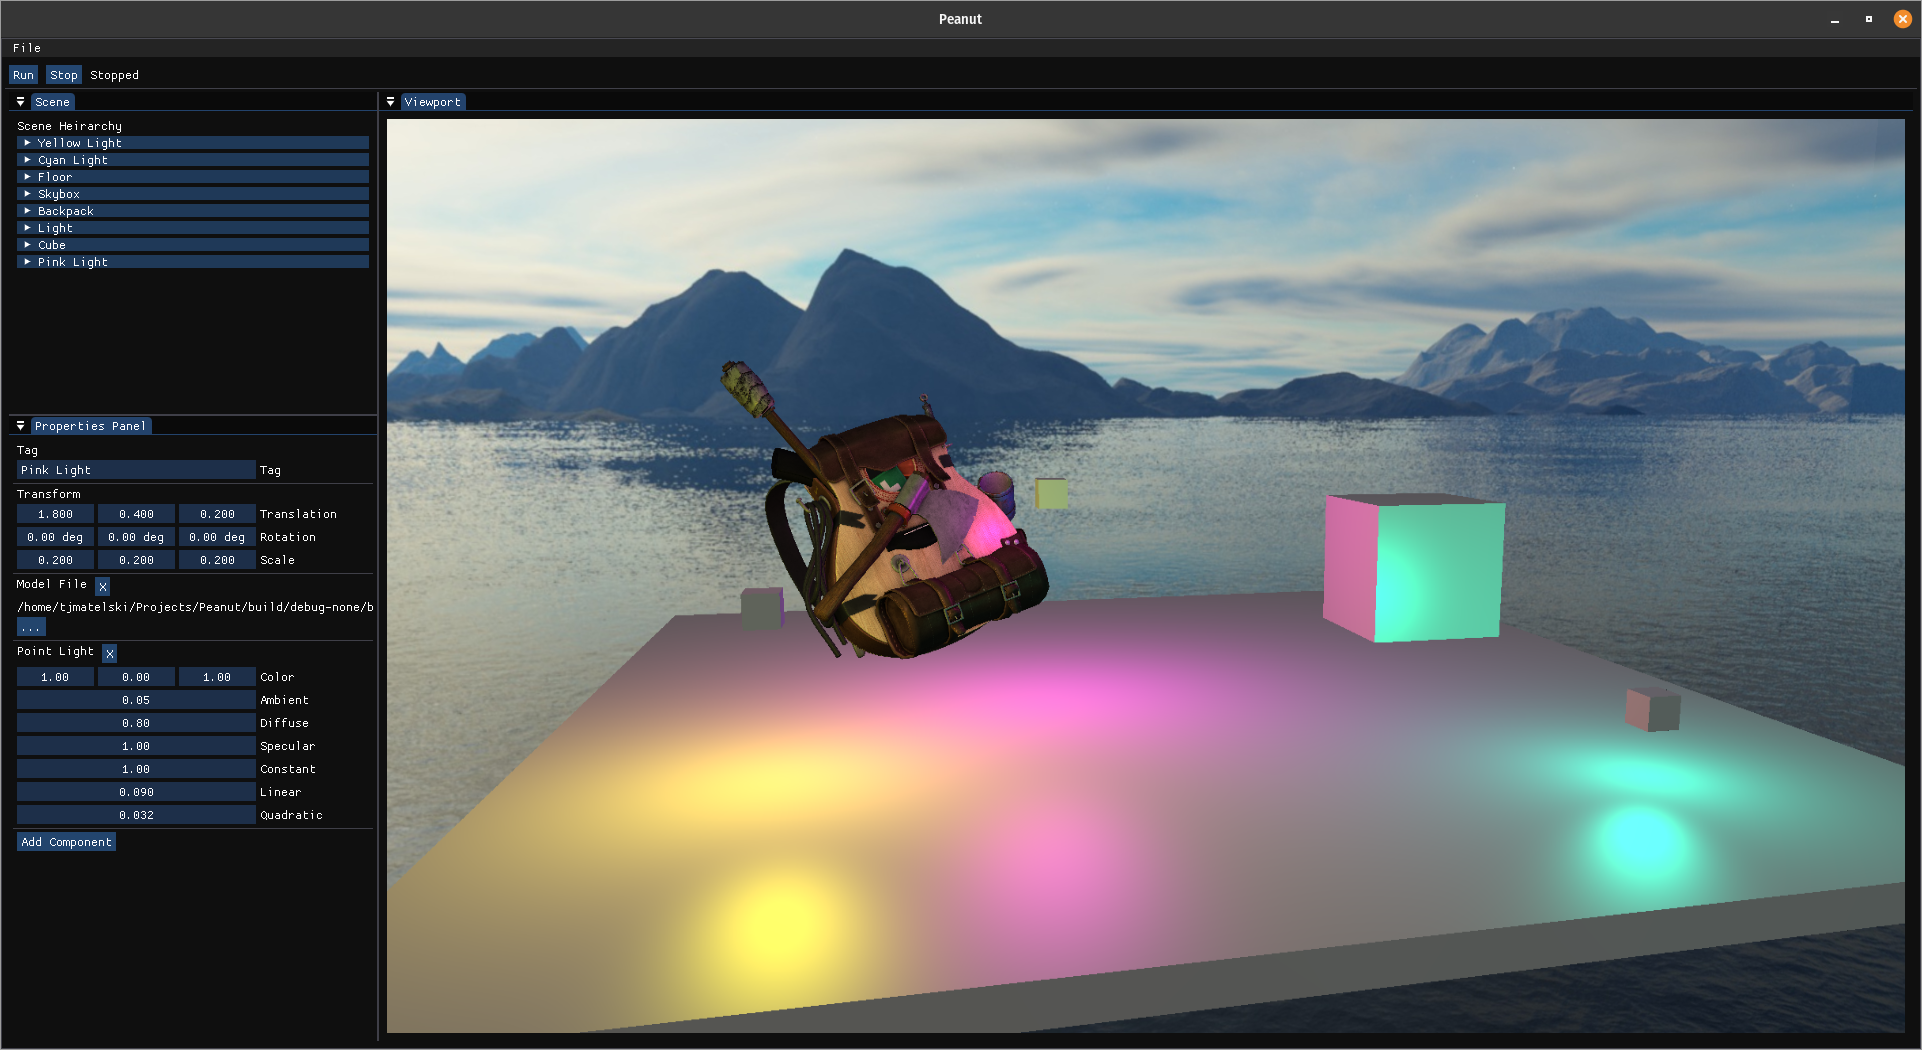 Peanut
File
Run Stop Stopped
Scene
Scene Heirarchy
Yellow Light
Cyan Light
Floor
Skybox
Backpack
Light
Cube
Pink Light
Properties Panel
Tag
Pink Light Tag
Transform
1.800 0.400 0.200 Translation
0.00 deg 0.00 deg 0.00 deg Rotation
0.200 0.200 0.200 Scale
Model File X
/home/tjmatelski/Projects/Peanut/build/debug-none/b
...
Point Light X
1.00 0.00 1.00 Color
0.05 Ambient
0.80 Diffuse
1.00 Specular
1.00 Constant
0.090 Linear
0.032 Quadratic
Add Component
Viewport